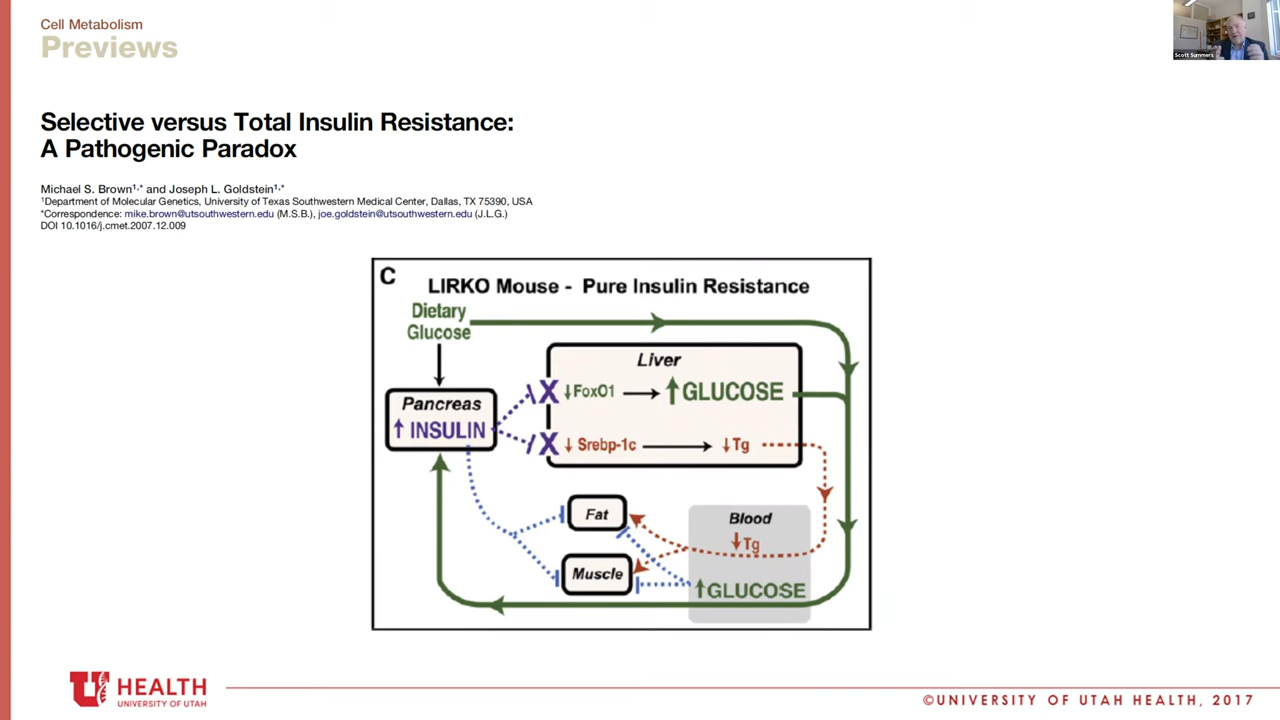 Cell Metabolism
Previews
Scott Summers
Selective versus Total Insulin Resistance:
A Pathogenic Paradox
Michael S. Brown1,* and Joseph L. Goldstein1,*
1Department of Molecular Genetics, University of Texas Southwestern Medical Center, Dallas, TX 75390, USA
*Correspondence: mike.brown@utsouthwestern.edu (M.S.B.), joe.goldstein@utsouthwestern.edu (J.L.G.)
DOI 10.1016/j.cmet.2007.12.009
C
LIRKO Mouse - Pure Insulin Resistance
Dietary
Glucose
Liver
X ↓FoxO1 → ↑GLUCOSE
Pancreas
↑ INSULIN
X ↓ Srebp-1c → ↓Tg
Fat
Blood
↓Tg
Muscle
↑GLUCOSE
U HEALTH
UNIVERSITY OF UTAH
©UNIVERSITY OF UTAH HEALTH, 2017